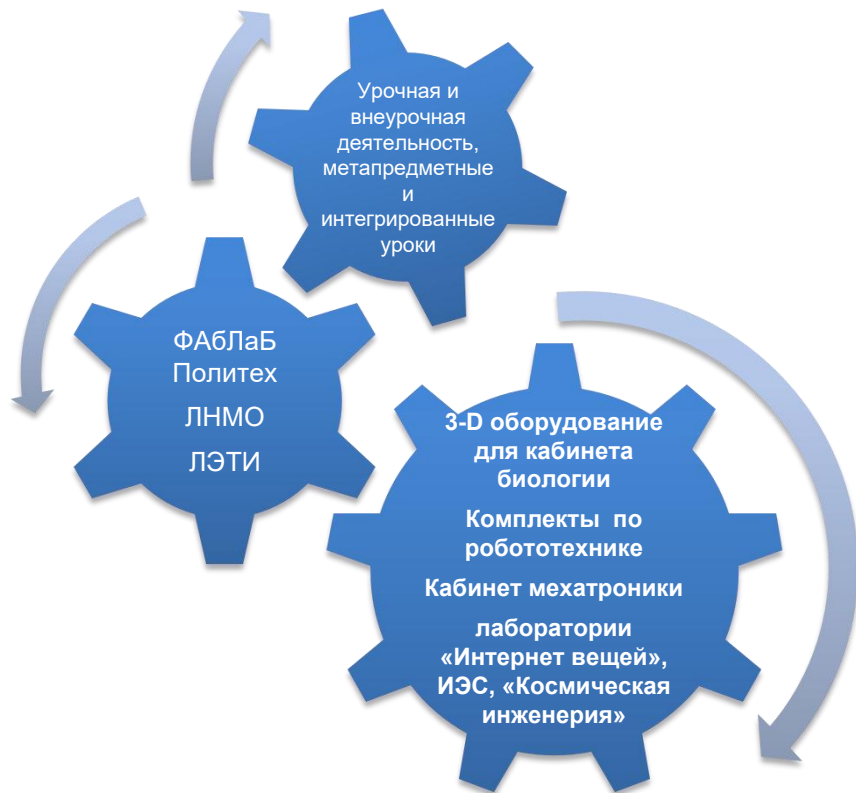 Урочная и
внеурочная
деятельность,
метапредметные
и
интегрированные
уроки
ФАбЛаБ
Политех
ЛНМО
ЛЭТИ
3-D оборудование
для кабинета
биологии
Комплекты по
робототехнике
Кабинет мехатроники
лаборатории
«Интернет вещей»,
ИЭС, «Космическая
инженерия»